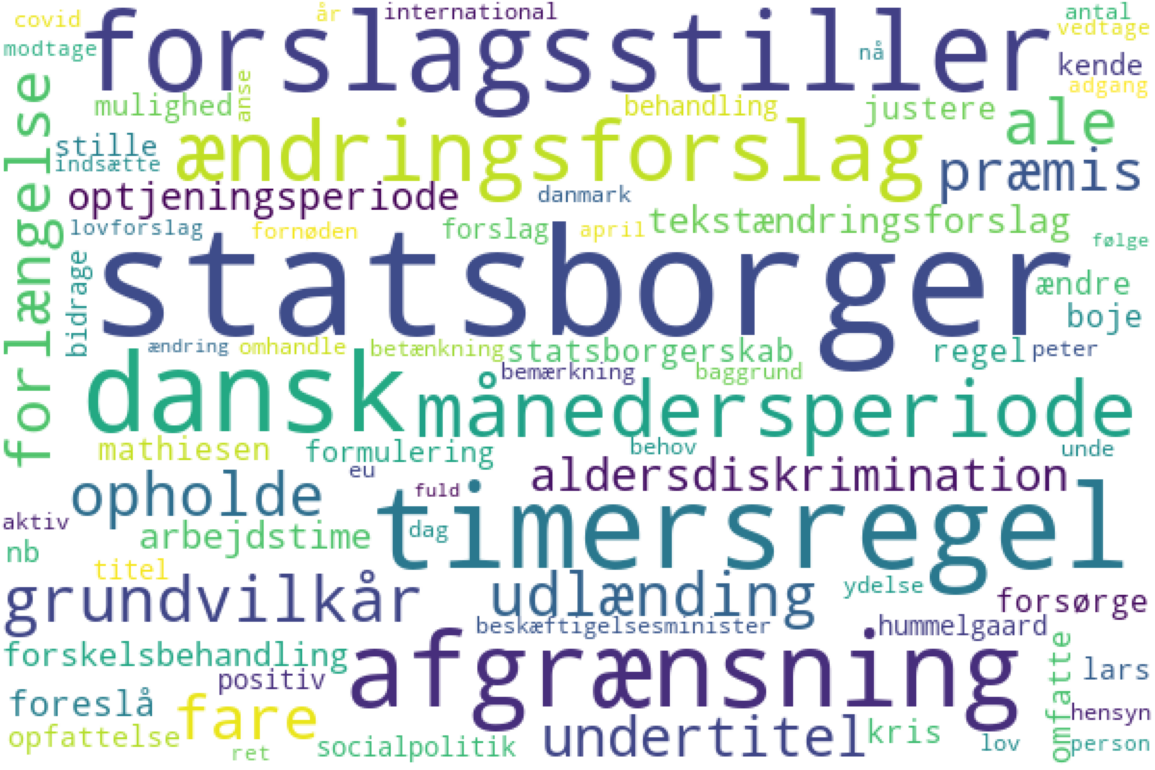 covid
år
international
antal
forslagsstiller
vedtage
modtage
nå
kende
adgang
forlængelse
mulighed
anse
behandling
justere
ale
ændringsforslag
stille
indsætte
præmis
optjeningsperiode
danmark
tekstændringsforslag
lovforslag
fornøden
forslag
april
følge
statsborger
bidrage
ændre
boje
ændring
omhandle
betænkning
statsborgerskab
regel
peter
dansk
bemærkning
baggrund
månedersperiode
mathiesen
formulering
behov
unde
eu
aldersdiskrimination
opholde
fuld
timersregel
aktiv
arbejdstime
dag
nb
titel
grundvilkår
udlænding
ydelse
forsørge
beskæftigelsesminister
hummelgaard
forskelsbehandling
afgrænsning
omfatte
lars
positiv
foreslå
fare
hensyn
undertitel
kris
opfattelse
ret
socialpolitik
lov
person